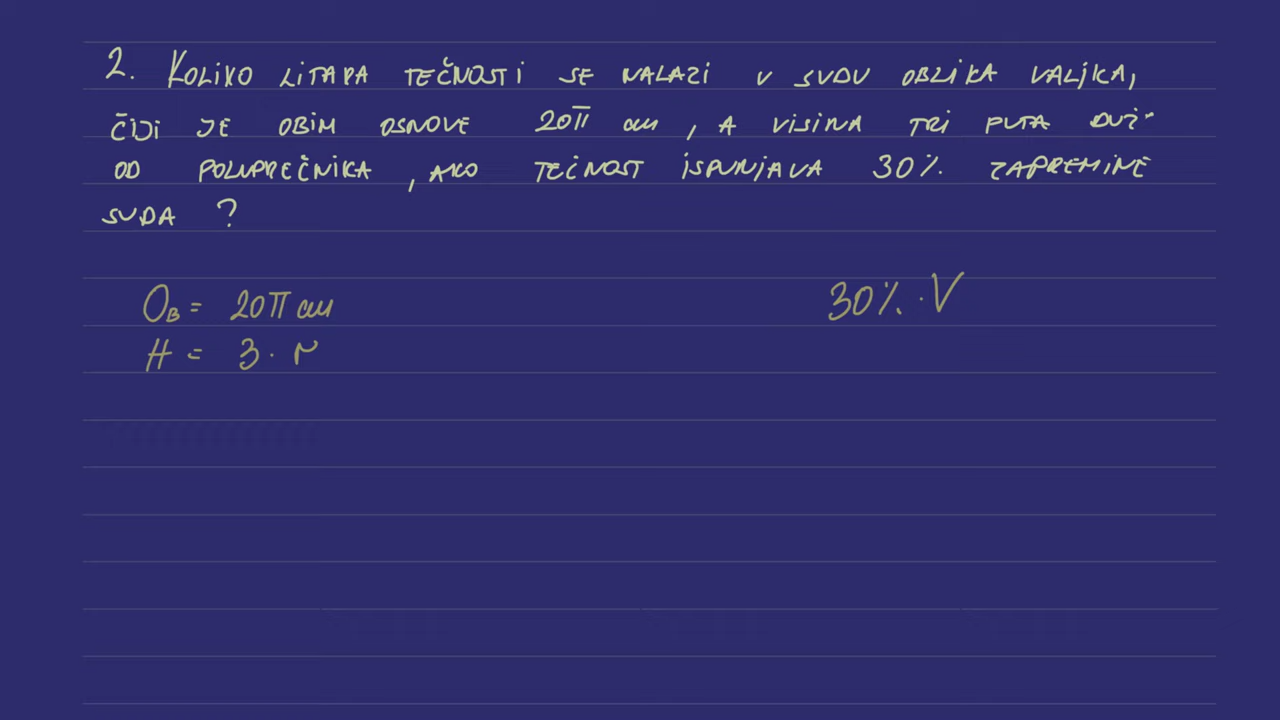 2. KOLIKO LITARA TEČNOSTI SE NALAZI U SUDU OBLIKA VALJKA,
ČIJI JE OBIM OSNOVE 20π cm, A VISINA TRI PUTA DUŽ
OD POLUPREČNIKA, AKO TEČNOST ISPUNJAVA 30% ZAPREMINE
SUDA ?
O_B = 20π cm
30% · V
H = 3 · r